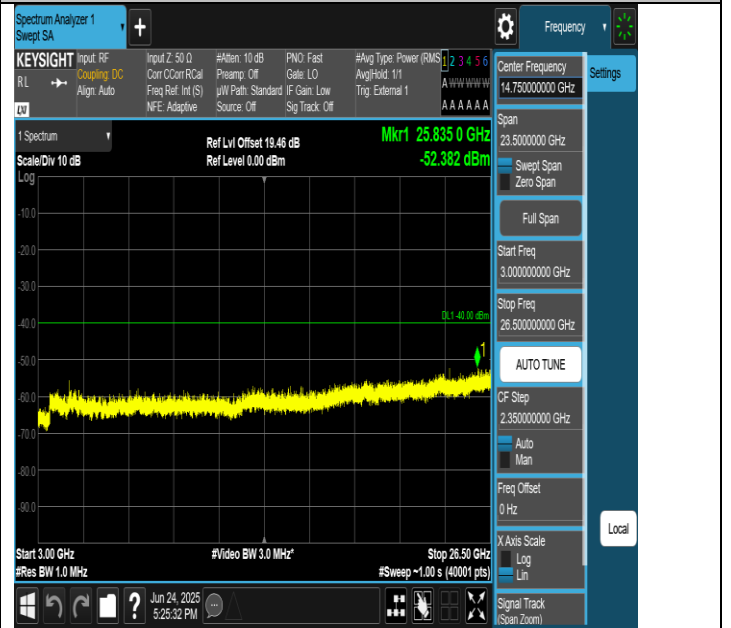 Spectrum Analyzer 1
Swept SA
+
Frequency
KEYSIGHT
RL
LXI
Input: RF
Coupling: DC
Align: Auto
Input Z: 50 Ω
Corr CCorr RCal
Freq Ref: Int (S)
NFE: Adaptive
#Atten: 10 dB
Preamp: Off
µW Path: Standard
Source: Off
PNO: Fast
Gate: LO
IF Gain: Low
Sig Track: Off
#Avg Type: Power (RMS
Avg|Hold: 1/1
Trig: External 1
1 2 3 4 5 6
A W W W W W
A A A A A A
1 Spectrum
Scale/Div 10 dB
Log
Ref Lvl Offset 19.46 dB
Ref Level 0.00 dBm
Mkr1 25.835 0 GHz
-52.382 dBm
-10.0
-20.0
-30.0
-40.0
DL1 -40.00 dBm
1
-50.0
-60.0
-70.0
-80.0
-90.0
Start 3.00 GHz
#Res BW 1.0 MHz
#Video BW 3.0 MHz*
Stop 26.50 GHz
#Sweep ~1.00 s (40001 pts)
Center Frequency
14.750000000 GHz
Settings
Span
23.5000000 GHz
Swept Span
Zero Span
Full Span
Start Freq
3.000000000 GHz
Stop Freq
26.500000000 GHz
AUTO TUNE
CF Step
2.350000000 GHz
Auto
Man
Freq Offset
0 Hz
X Axis Scale
Log
Lin
Signal Track
(Span Zoom)
Local
?
Jun 24, 2025
5:25:32 PM